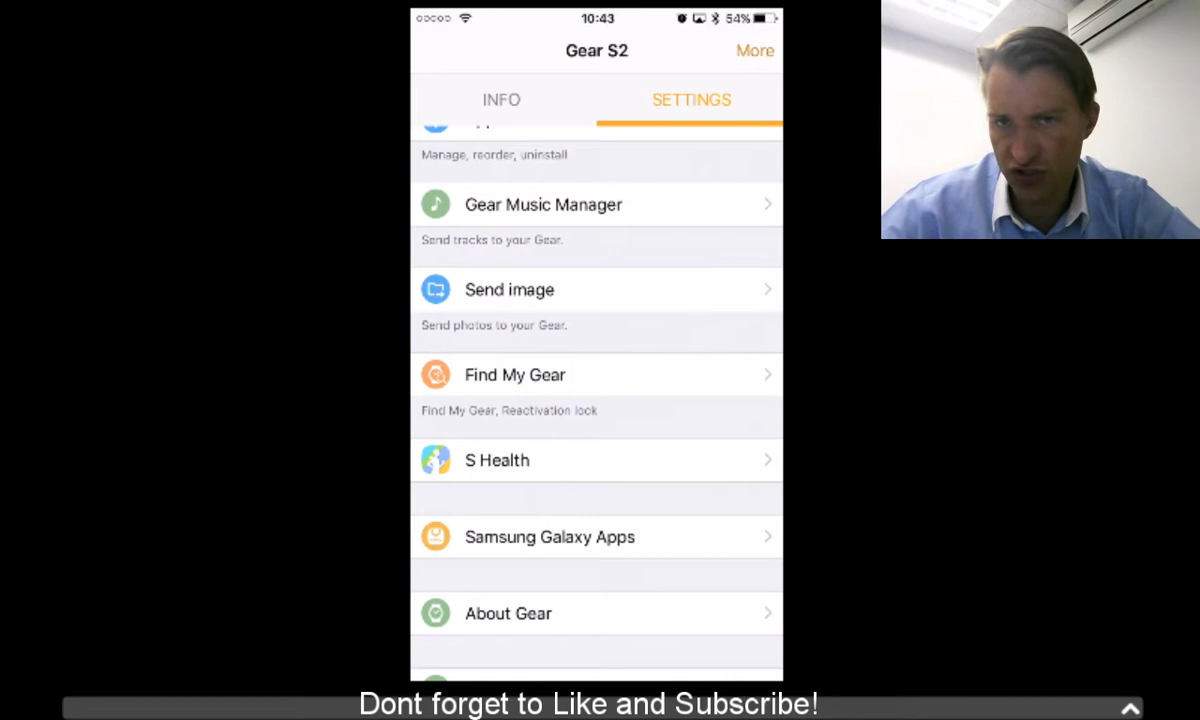 10:43
54%
Gear S2
More
INFO
SETTINGS
Manage, reorder, uninstall
Gear Music Manager
Send tracks to your Gear.
Send image
Send photos to your Gear.
Find My Gear
Find My Gear, Reactivation lock
S Health
Samsung Galaxy Apps
About Gear
Dont forget to Like and Subscribe!